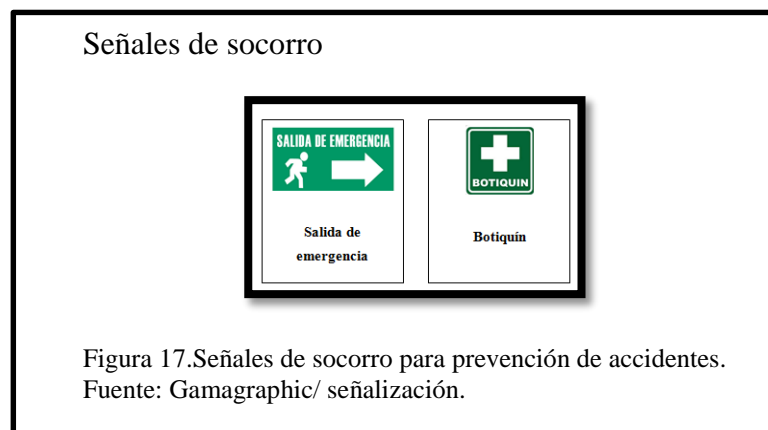 Señales de socorro
SALIDA DE EMERGENCIA
Salida de
emergencia
BOTIQUIN
Botiquín
Figura 17.Señales de socorro para prevención de accidentes.
Fuente: Gamagraphic/ señalización.